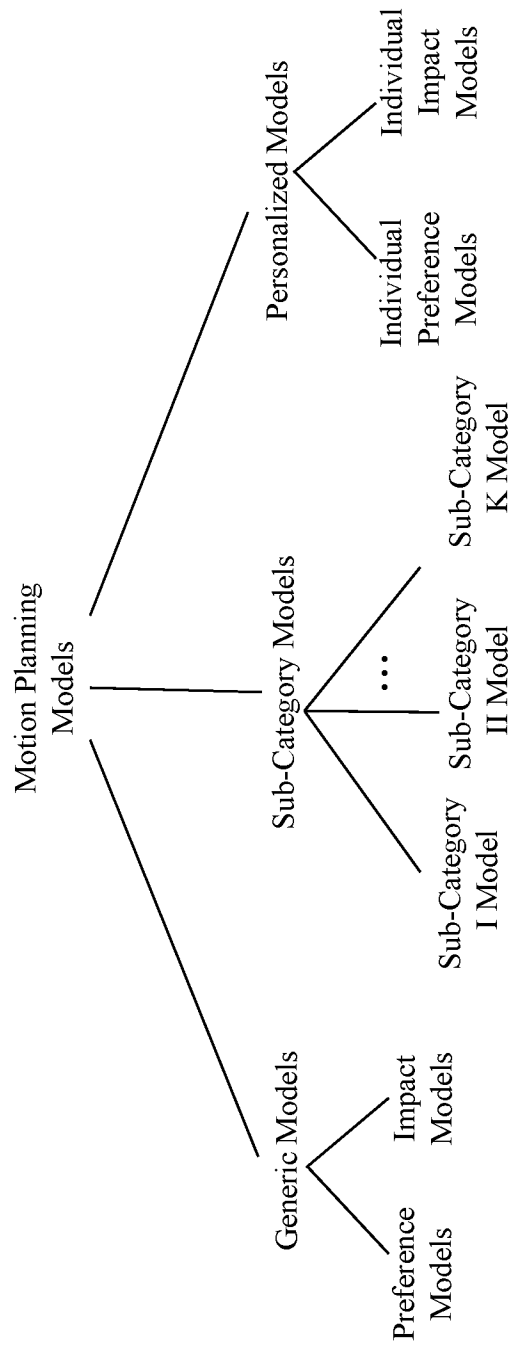 Motion Planning
Models
Generic Models
Sub-Category Models
Personalized Models
Preference
Models
Impact
Models
Sub-Category
I Model
Sub-Category
II Model
...
Sub-Category
K Model
Individual
Preference
Models
Individual
Impact
Models